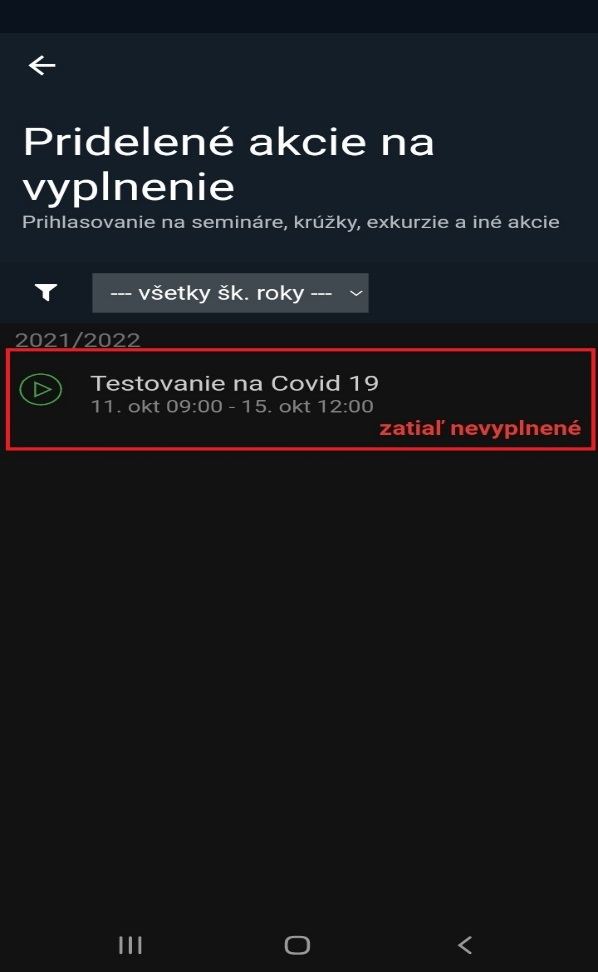 Pridelené akcie na
vyplnenie
Prihlasovanie na semináre, krúžky, exkurzie a iné akcie
--- všetky šk. roky ---
2021/2022
Testovanie na Covid 19
11. okt 09:00 - 15. okt 12:00
zatiaľ nevyplnené